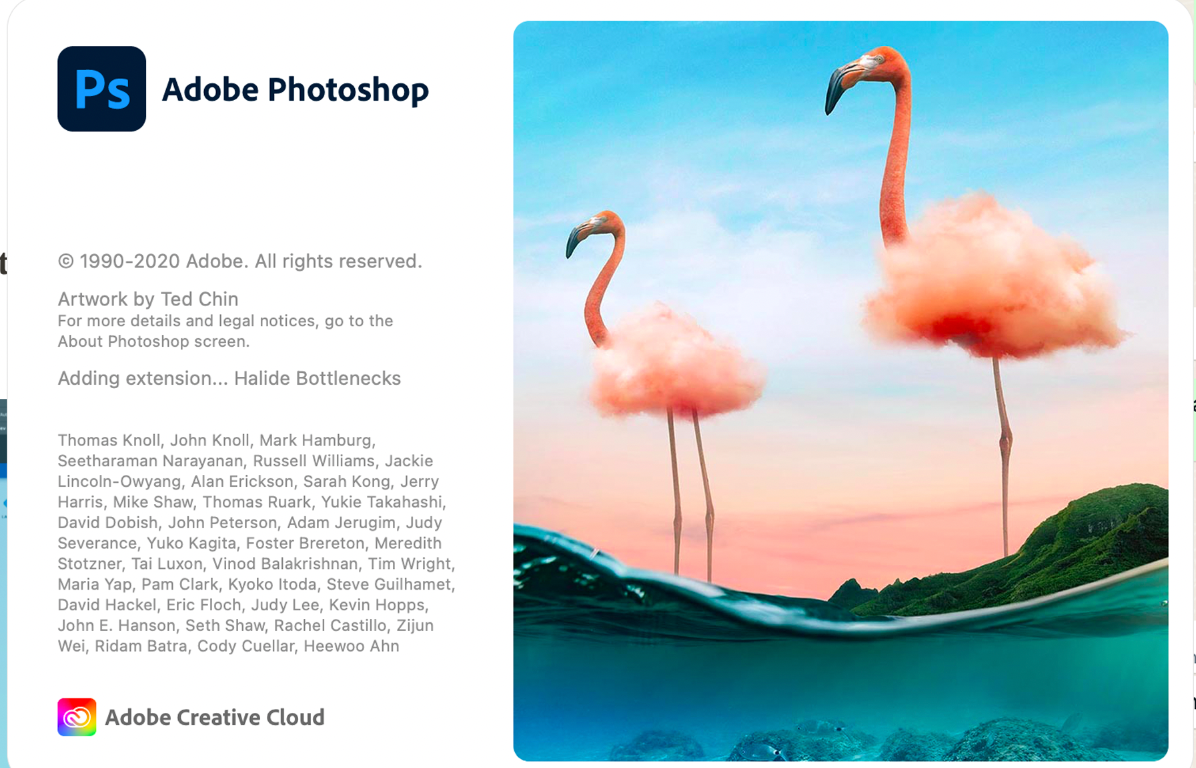 Ps Adobe Photoshop
© 1990-2020 Adobe. All rights reserved.
Artwork by Ted Chin
For more details and legal notices, go to the
About Photoshop screen.
Adding extension... Halide Bottlenecks
Thomas Knoll, John Knoll, Mark Hamburg,
Seetharaman Narayanan, Russell Williams, Jackie
Lincoln-Owyang, Alan Erickson, Sarah Kong, Jerry
Harris, Mike Shaw, Thomas Ruark, Yukie Takahashi,
David Dobish, John Peterson, Adam Jerugim, Judy
Severance, Yuko Kagita, Foster Brereton, Meredith
Stotzner, Tai Luxon, Vinod Balakrishnan, Tim Wright,
Maria Yap, Pam Clark, Kyoko Itoda, Steve Guilhamet,
David Hackel, Eric Floch, Judy Lee, Kevin Hopps,
John E. Hanson, Seth Shaw, Rachel Castillo, Zijun
Wei, Ridam Batra, Cody Cuellar, Heewoo Ahn
Adobe Creative Cloud